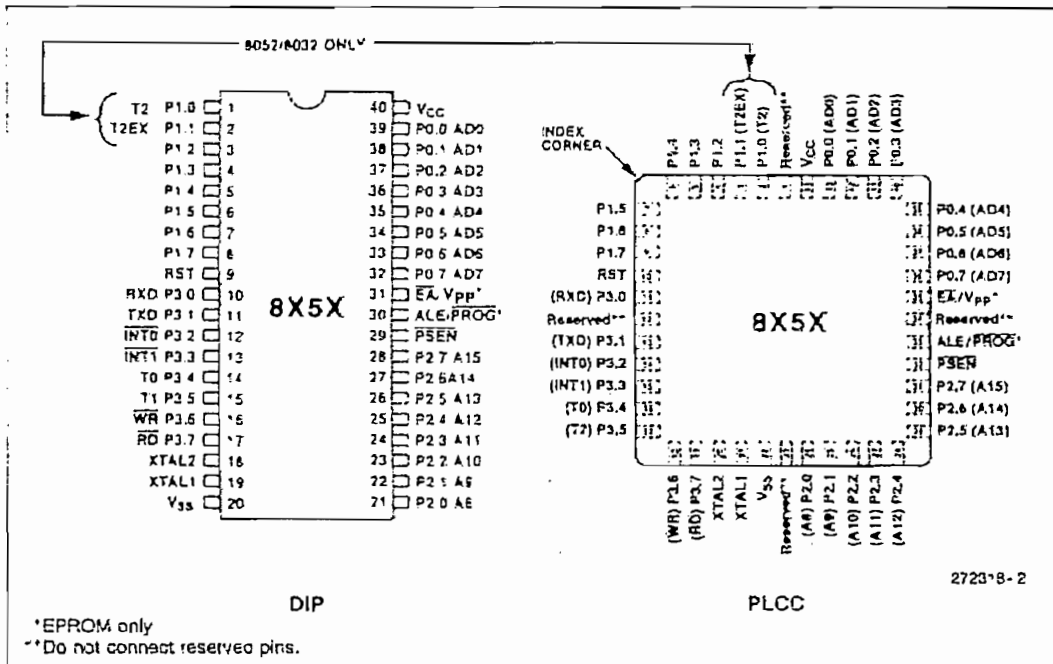 8052/8032 ONLY
T2 P1.0 1
T2EX P1.1 2
P1.2 3
P1.3 4
P1.4 5
P1.5 6
P1.6 7
P1.7 8
RST 9
RXD P3.0 10
TXD P3.1 11
INT0 P3.2 12
INT1 P3.3 13
T0 P3.4 14
T1 P3.5 15
WR P3.6 16
RD P3.7 17
XTAL2 18
XTAL1 19
VSS 20
8X5X
40 VCC
39 P0.0 AD0
38 P0.1 AD1
37 P0.2 AD2
36 P0.3 AD3
35 P0.4 AD4
34 P0.5 AD5
33 P0.6 AD6
32 P0.7 AD7
31 EA/VPP*
30 ALE/PROG*
29 PSEN
28 P2.7 A15
27 P2.6 A14
26 P2.5 A13
25 P2.4 A12
24 P2.3 A11
23 P2.2 A10
22 P2.1 A9
21 P2.0 A8
DIP
INDEX
CORNER
P1.4
P1.3
P1.2
P1.1 (T2EX)
P1.0 (T2)
Reserved**
VCC
P0.0 (AD0)
P0.1 (AD1)
P0.2 (AD2)
P0.3 (AD3)
P1.5
P1.6
P1.7
RST
(RXD) P3.0
Reserved**
(TXD) P3.1
(INT0) P3.2
(INT1) P3.3
(T0) P3.4
(T2) P3.5
8X5X
P0.4 (AD4)
P0.5 (AD5)
P0.6 (AD6)
P0.7 (AD7)
EA/VPP*
Reserved**
ALE/PROG*
PSEN
P2.7 (A15)
P2.6 (A14)
P2.5 (A13)
(WR) P3.6
(RD) P3.7
XTAL2
XTAL1
VSS
Reserved**
(A8) P2.0
(A9) P2.1
(A10) P2.2
(A11) P2.3
(A12) P2.4
272318-2
PLCC
*EPROM only
**Do not connect reserved pins.